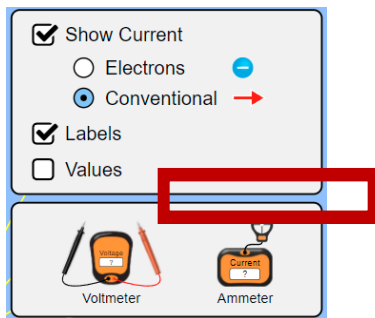 Show Current
Electrons
Conventional
Labels
Values
Voltage
?
Current
?
Voltmeter
Ammeter